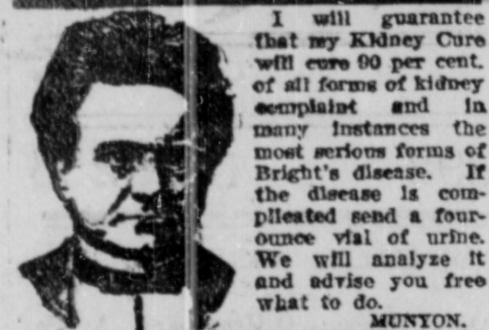 I will guarantee
that my Kidney Cure
will cure 90 per cent.
of all forms of kidney
complaint and in
many instances the
most serious forms of
Bright's disease. If
the disease is com-
plicated send a four-
ounce vial of urine.
We will analyze it
and advise you free
what to do.
MUNYON.